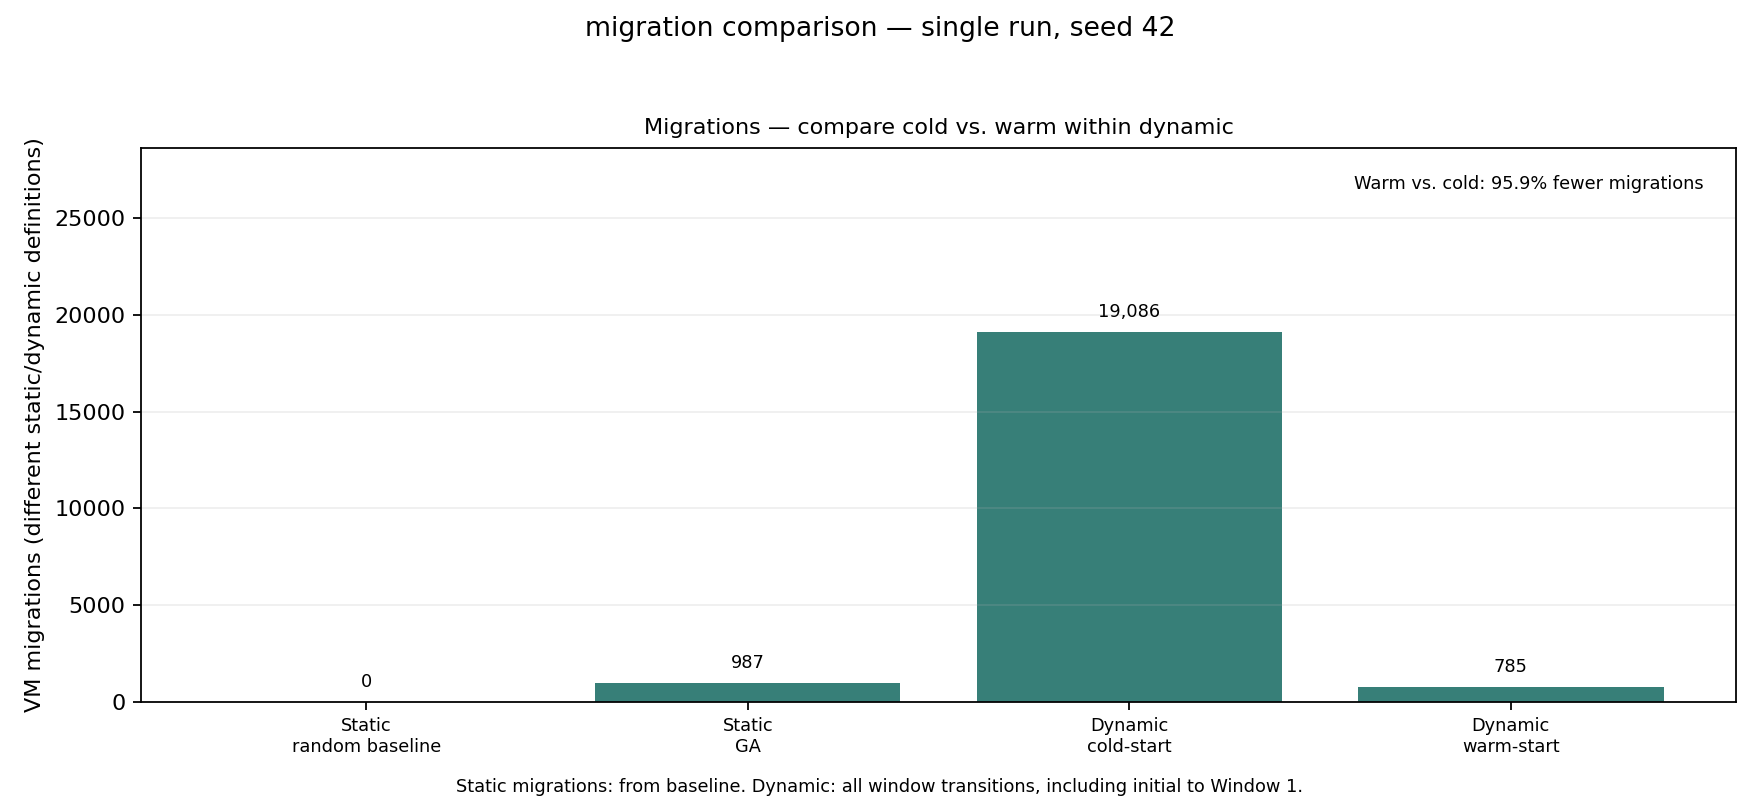 migration comparison — single run, seed 42
Migrations — compare cold vs. warm within dynamic
VM migrations (different static/dynamic definitions)
Warm vs. cold: 95.9% fewer migrations
25000
20000
15000
10000
5000
0
0
987
19,086
785
Static
random baseline
Static
GA
Dynamic
cold-start
Dynamic
warm-start
Static migrations: from baseline. Dynamic: all window transitions, including initial to Window 1.